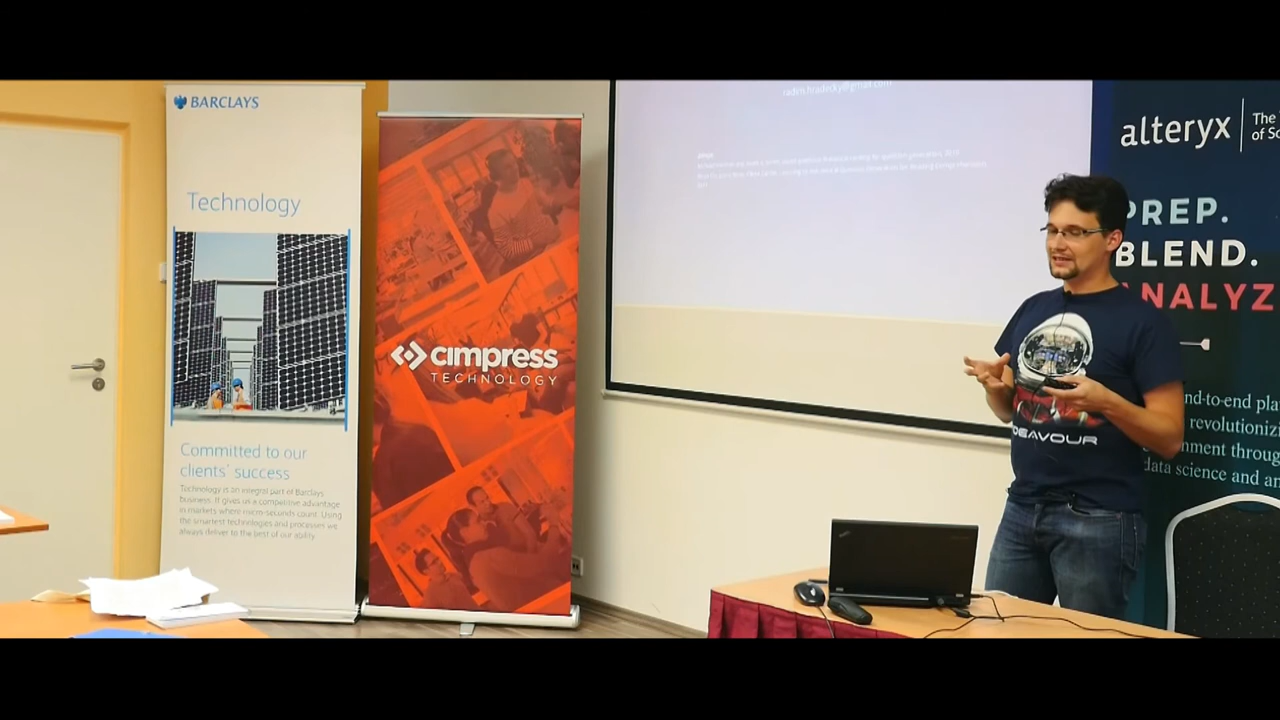 BARCLAYS
Technology
Committed to our
clients' success
Technology is an integral part of Barclays
business. It gives us a competitive advantage
in markets where micro-seconds count. Using
the smartest technologies and processes we
always deliver to the best of our ability.
cimpress
TECHNOLOGY
alteryx
The
of
PREP.
BLEND.
ANALYZ
nd-to-end pla
revolutionizi
nment throug
data science and an
DEAVOUR